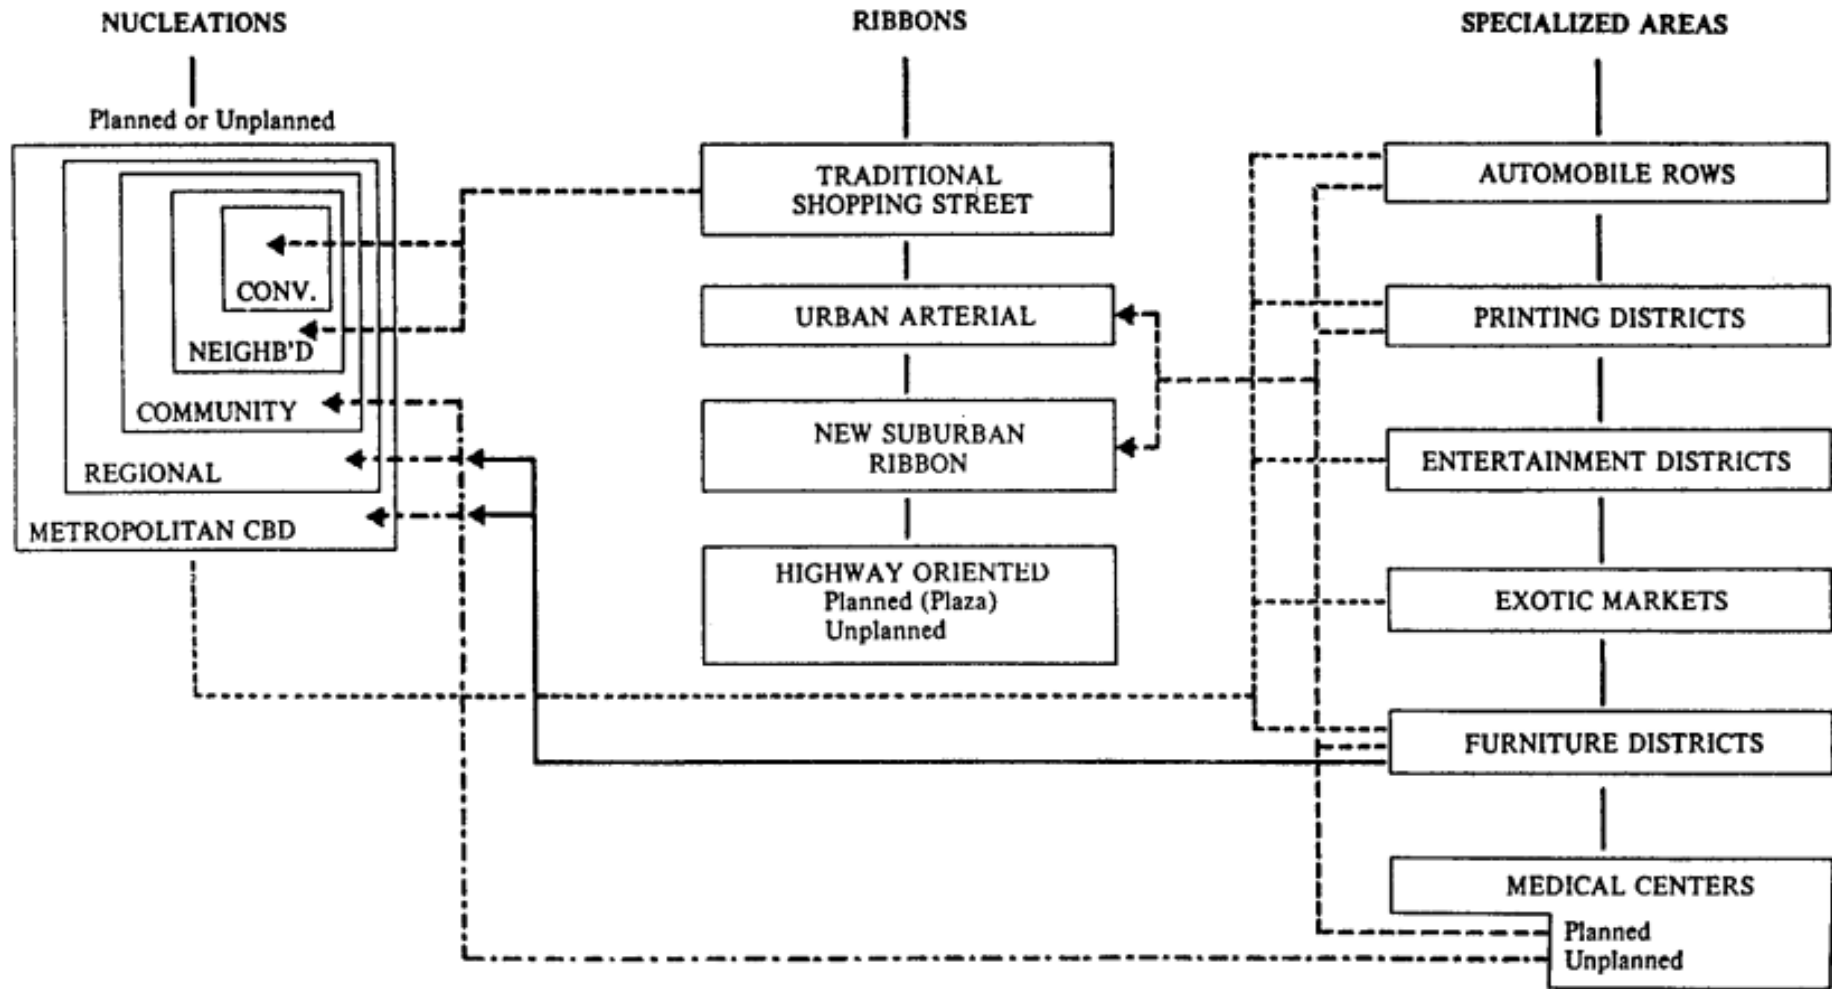 NUCLEATIONS
Planned or Unplanned
CONV.
NEIGHB'D
COMMUNITY
REGIONAL
METROPOLITAN CBD
RIBBONS
TRADITIONAL
SHOPPING STREET
URBAN ARTERIAL
NEW SUBURBAN
RIBBON
HIGHWAY ORIENTED
Planned (Plaza)
Unplanned
SPECIALIZED AREAS
AUTOMOBILE ROWS
PRINTING DISTRICTS
ENTERTAINMENT DISTRICTS
EXOTIC MARKETS
FURNITURE DISTRICTS
MEDICAL CENTERS
Planned
Unplanned